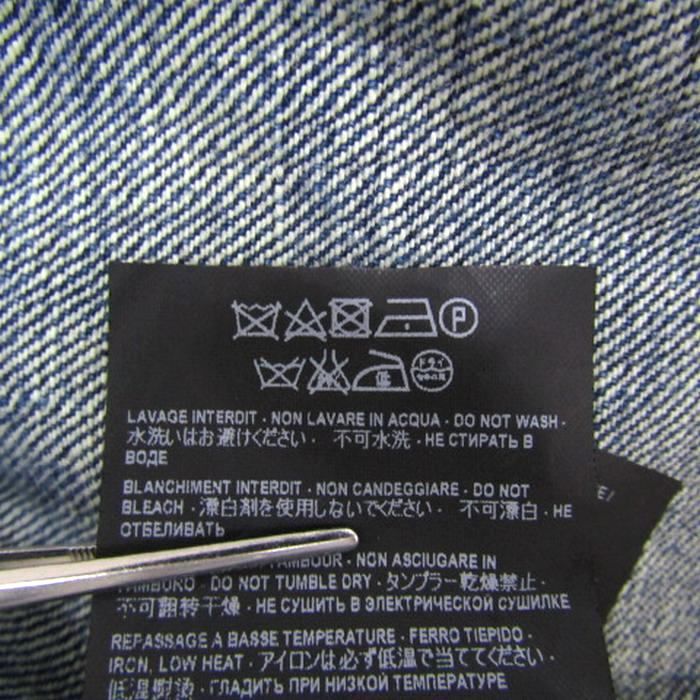 P
低 ドライ
LAVAGE INTERDIT · NON LAVARE IN ACQUA · DO NOT WASH ·
水洗いはお避けください · 不可水洗 · НЕ СТИРАТЬ В
ВОДЕ
BLANCHIMENT INTERDIT · NON CANDEGGIARE · DO NOT
BLEACH · 漂白剤を使用しないでください · 不可漂白 · НЕ
ОТБЕЛИВАТЬ
TAMBOUR · NON ASCIUGARE IN
TAMBURO · DO NOT TUMBLE DRY · タンブラー乾燥禁止 ·
不可翻转干燥 · НЕ СУШИТЬ В ЭЛЕКТРИЧЕСКОЙ СУШИЛКЕ
REPASSAGE A BASSE TEMPERATURE · FERRO TIEPIDO ·
IRON, LOW HEAT · アイロンは必ず低温で当ててください ·
低温熨烫 · ГЛАДИТЬ ПРИ НИЗКОЙ ТЕМПЕРАТУРЕ